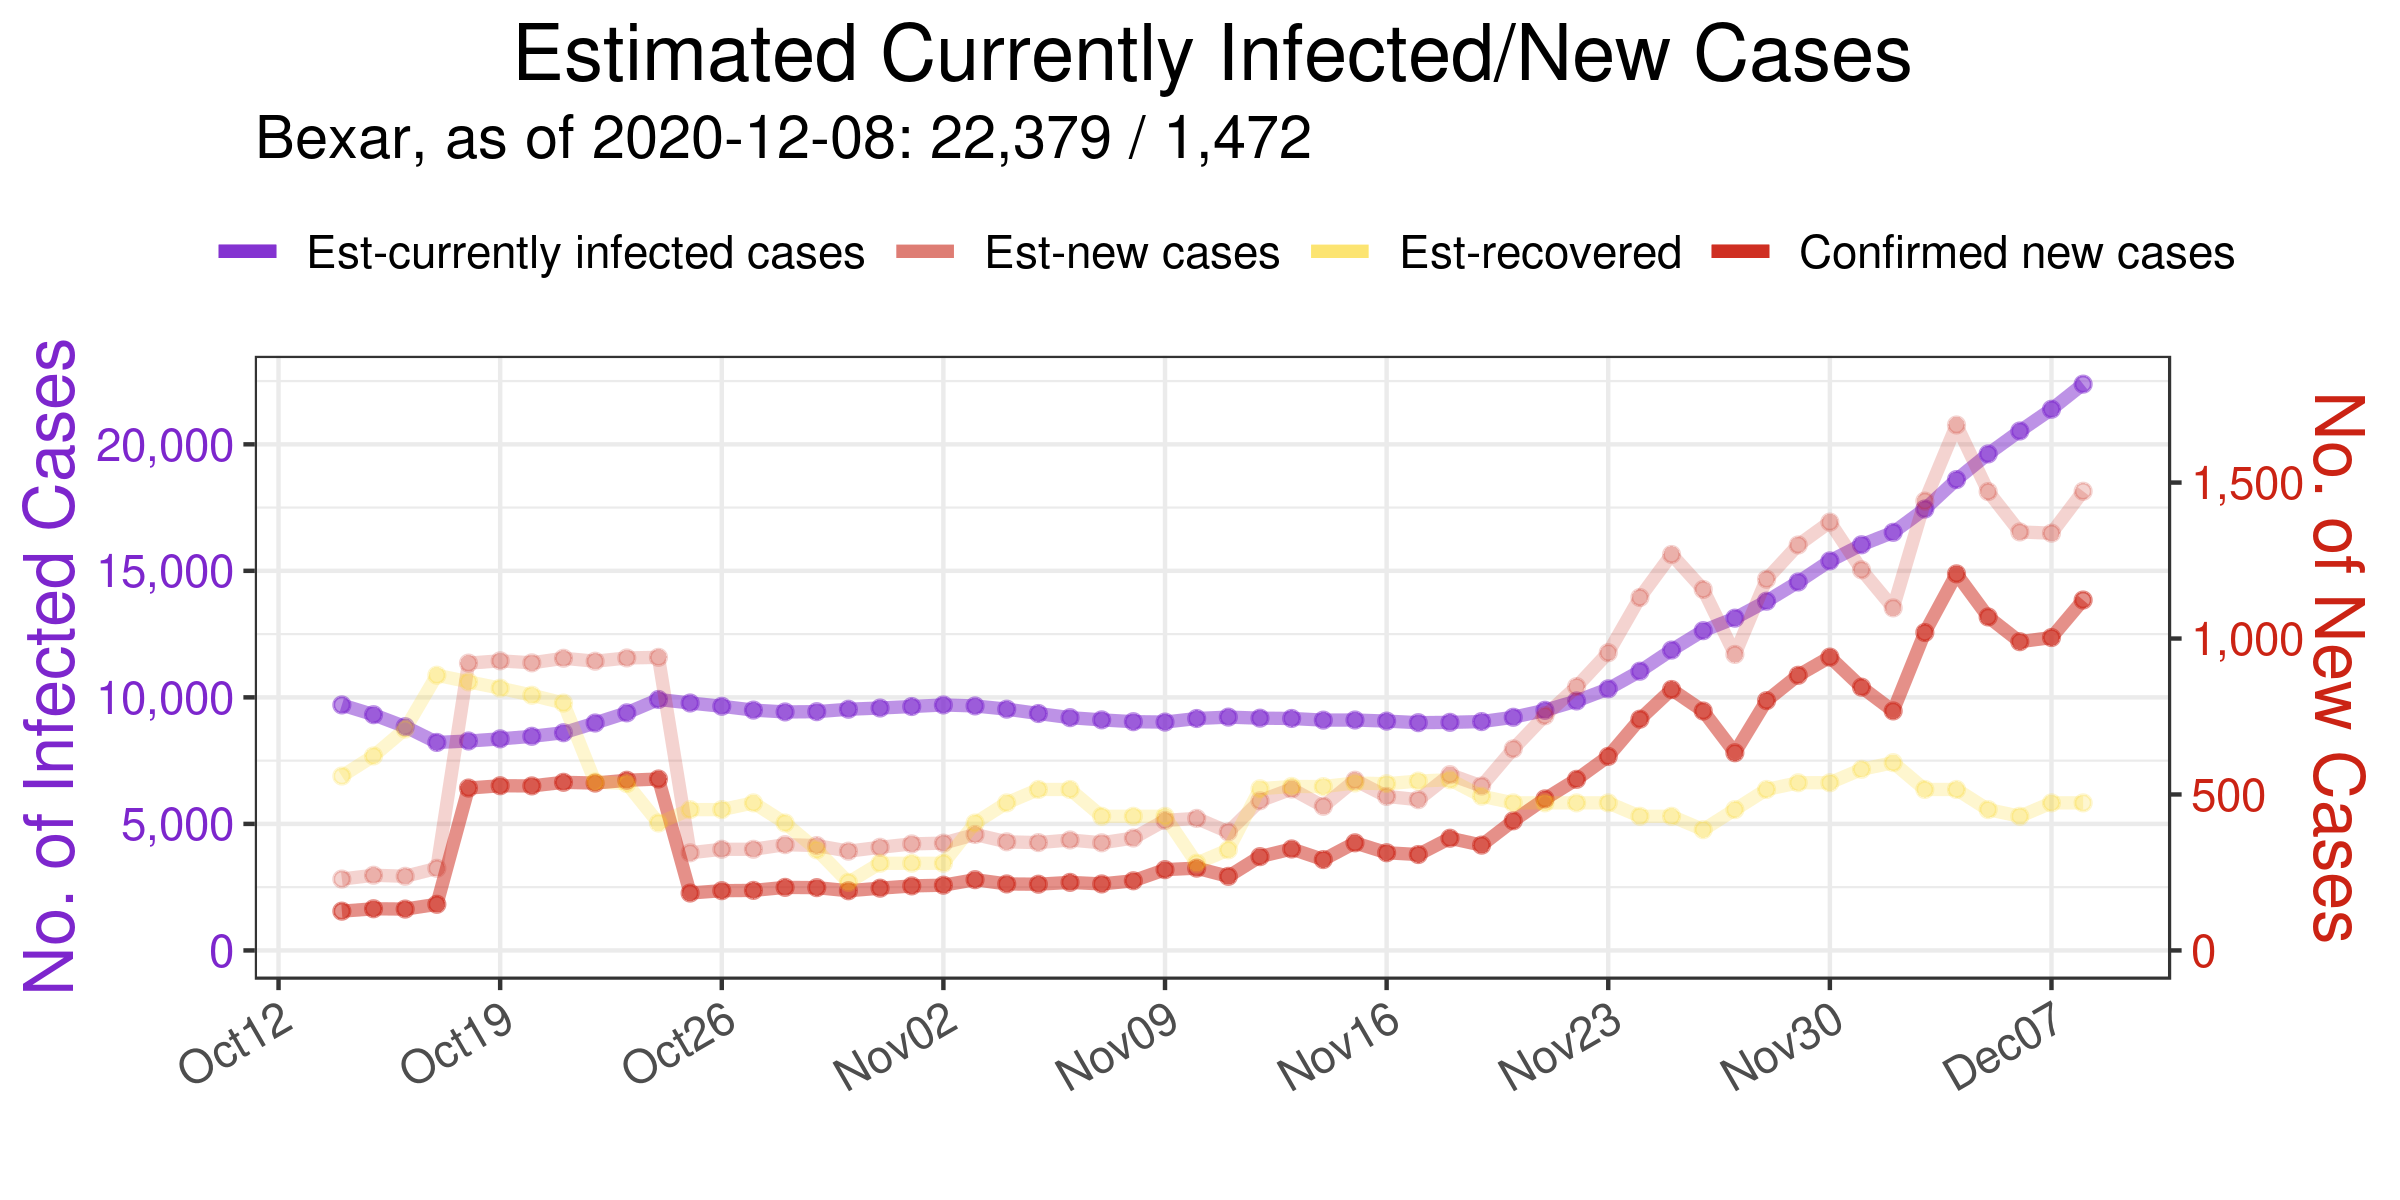 Estimated Currently Infected/New Cases
Bexar, as of 2020-12-08: 22,379 / 1,472
Est-currently infected cases Est-new cases Est-recovered Confirmed new cases
No. of Infected Cases
20,000
15,000
10,000
5,000
0
1,500
1,000
500
0
No. of New Cases
Oct12 Oct19 Oct26 Nov02 Nov09 Nov16 Nov23 Nov30 Dec07